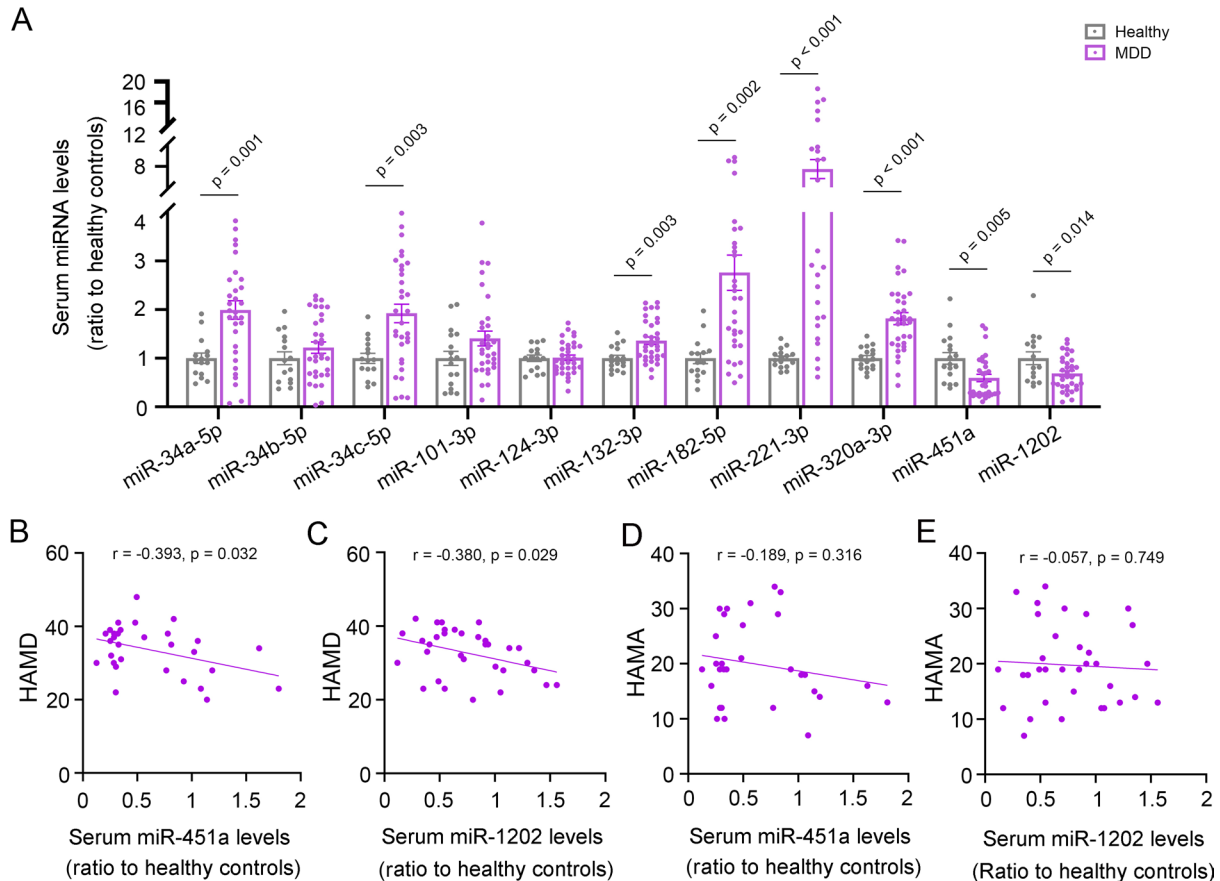 A
Healthy
MDD
Serum miRNA levels
(ratio to healthy controls)
20
16
12
8
4
3
2
1
0
p = 0.001
p = 0.003
p = 0.003
p = 0.002
p < 0.001
p < 0.001
p = 0.005
p = 0.014
miR-34a-5p
miR-34b-5p
miR-34c-5p
miR-101-3p
miR-124-3p
miR-132-3p
miR-182-5p
miR-221-3p
miR-320a-3p
miR-451a
miR-1202
B
r = -0.393, p = 0.032
HAMD
60
40
20
0
0 0.5 1 1.5 2
Serum miR-451a levels
(ratio to healthy controls)
C
r = -0.380, p = 0.029
HAMD
60
40
20
0
0 0.5 1 1.5 2
Serum miR-1202 levels
(ratio to healthy controls)
D
r = -0.189, p = 0.316
HAMA
40
30
20
10
0
0 0.5 1 1.5 2
Serum miR-451a levels
(ratio to healthy controls)
E
r = -0.057, p = 0.749
HAMA
40
30
20
10
0
0 0.5 1 1.5 2
Serum miR-1202 levels
(Ratio to healthy controls)